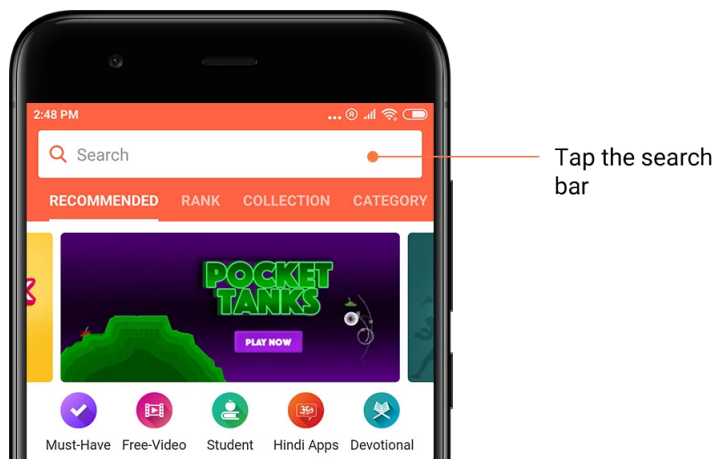 2:48 PM
Search
Tap the search
bar
RECOMMENDED RANK COLLECTION CATEGORY
POCKET
TANKS
PLAY NOW
Must-Have Free-Video Student Hindi Apps Devotional